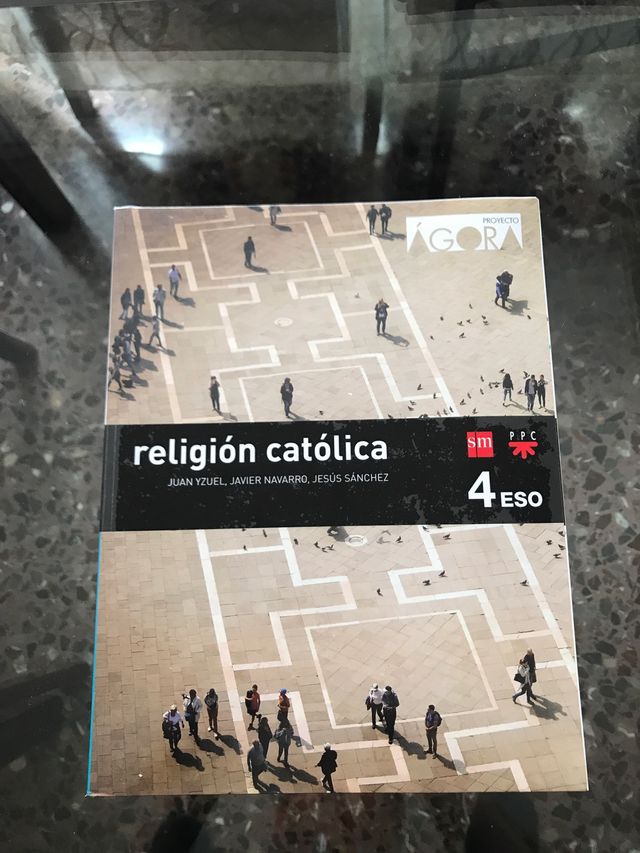 PROYECTO
ÁGORA
religión católica
JUAN YZUEL, JAVIER NAVARRO, JESÚS SÁNCHEZ
sm
PPC
4 ESO